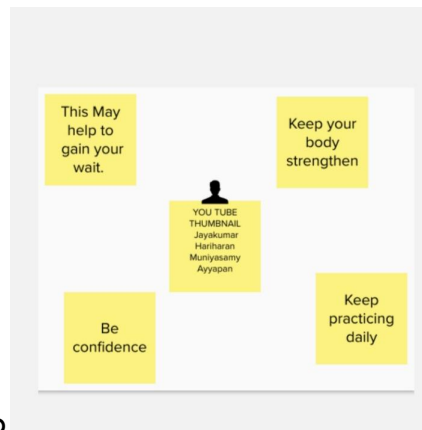 This May
help to
gain your
wait.
Keep your
body
strengthen
YOU TUBE
THUMBNAIL
Jayakumar
Hariharan
Muniyasamy
Ayyapan
Be
confidence
Keep
practicing
daily